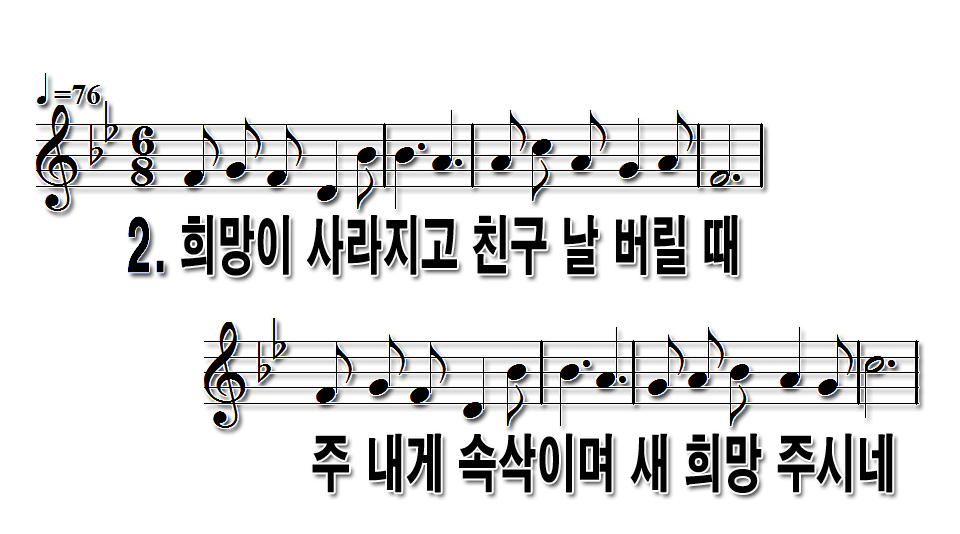 ♩=76
6
8
2. 희망이 사라지고 친구 날 버릴 때
주 내게 속삭이며 새 희망 주시네